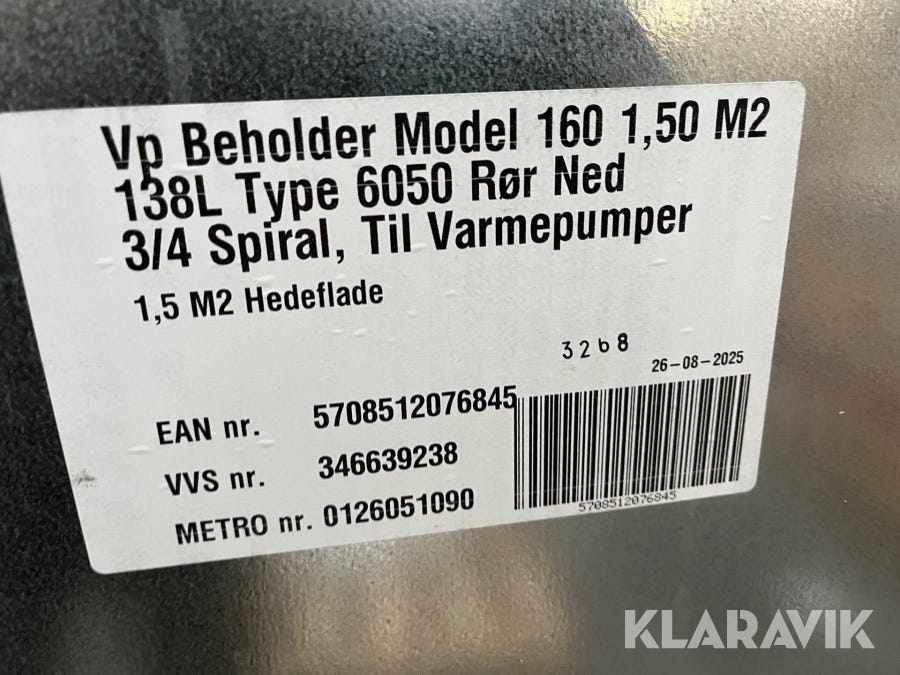 Vp Beholder Model 160 1,50 M2
138L Type 6050 Rør Ned
3/4 Spiral, Til Varmepumper
1,5 M2 Hedeflade
3268
26-08-2025
EAN nr. 5708512076845
VVS nr. 346639238
METRO nr. 0126051090
5708512076845
KLARAVIK